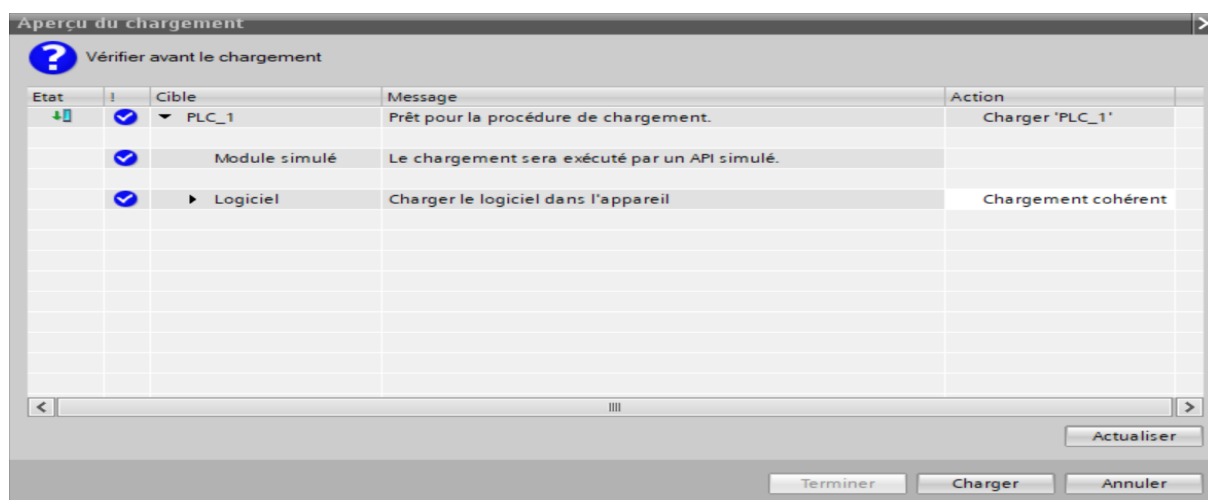 Aperçu du chargement
Vérifier avant le chargement
Etat ! Cible Message Action
PLC_1 Prêt pour la procédure de chargement. Charger 'PLC_1'
Module simulé Le chargement sera exécuté par un API simulé.
Logiciel Charger le logiciel dans l'appareil Chargement cohérent
Actualiser
Terminer Charger Annuler